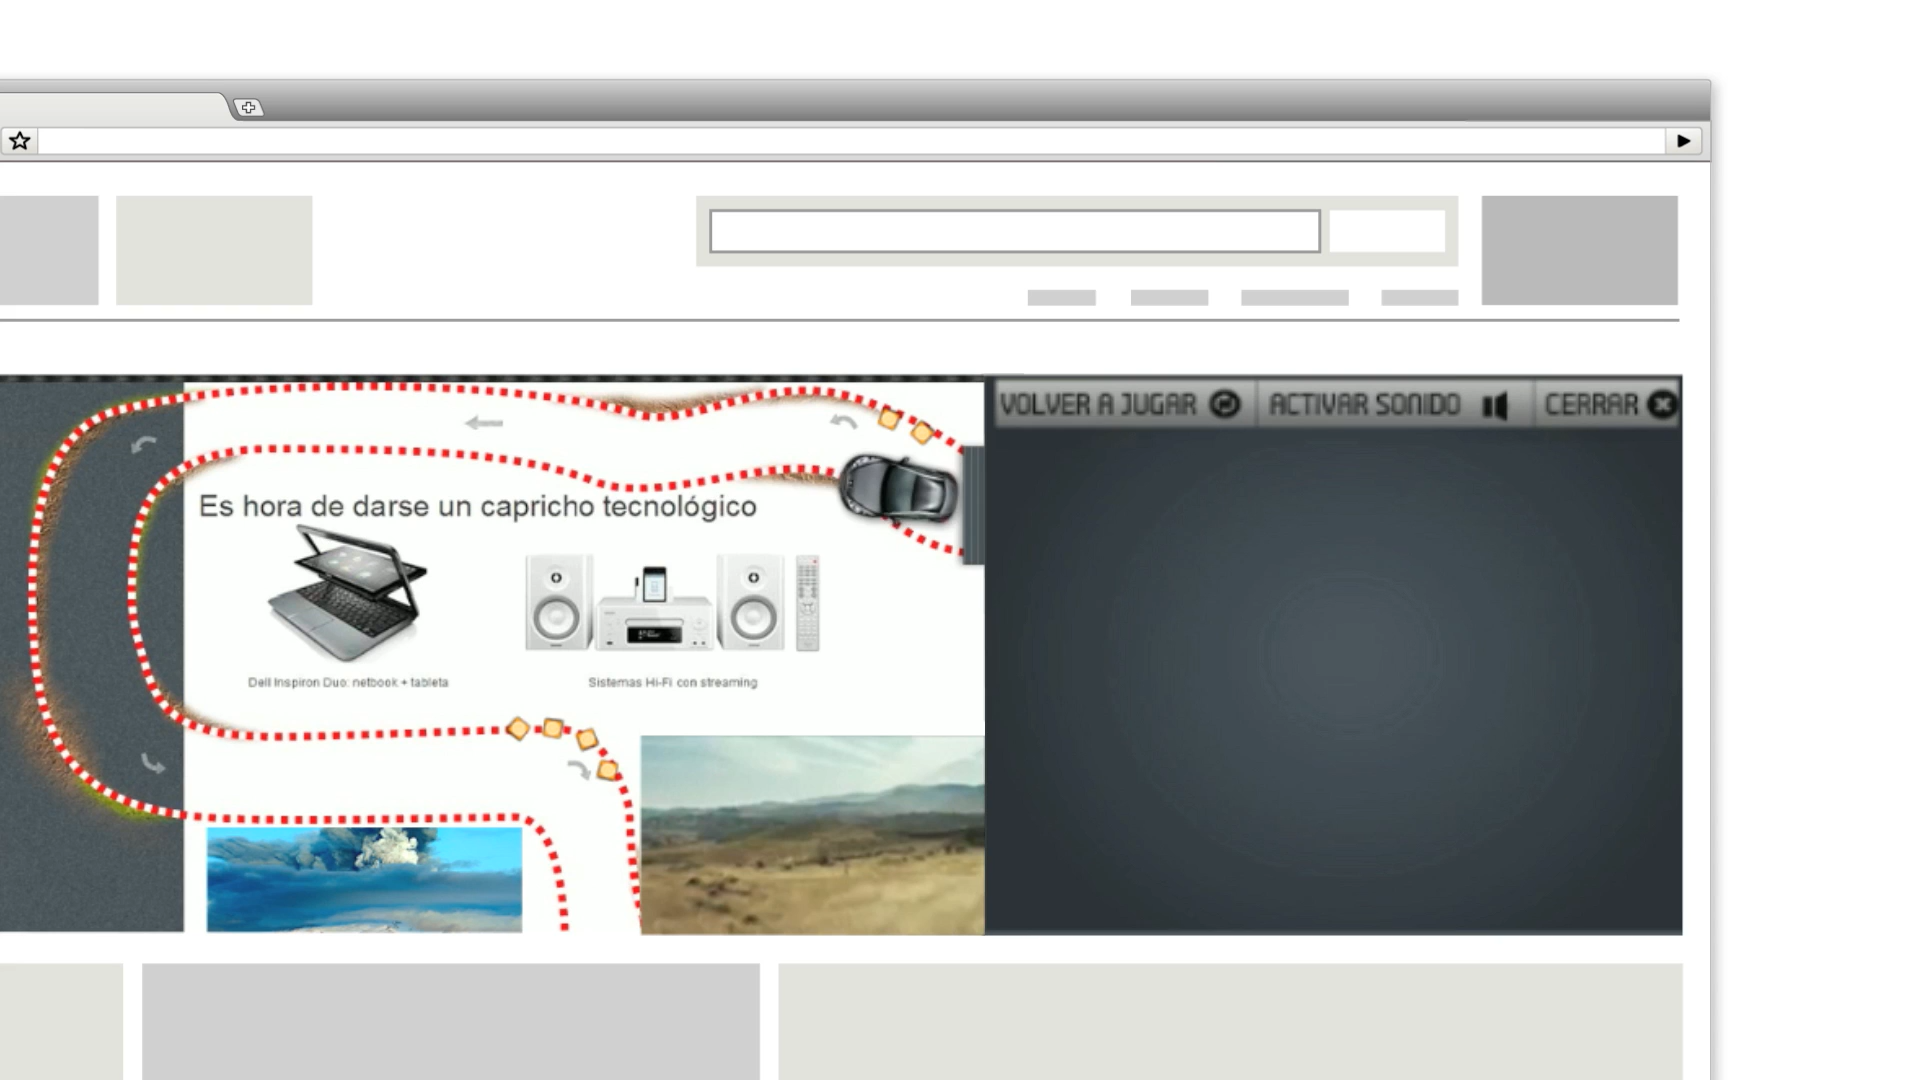 VOLVER A JUGAR
ACTIVAR SONIDO
CERRAR
Es hora de darse un capricho tecnológico
Dell Inspiron Duo: netbook + tableta
Sistemas Hi-Fi con streaming